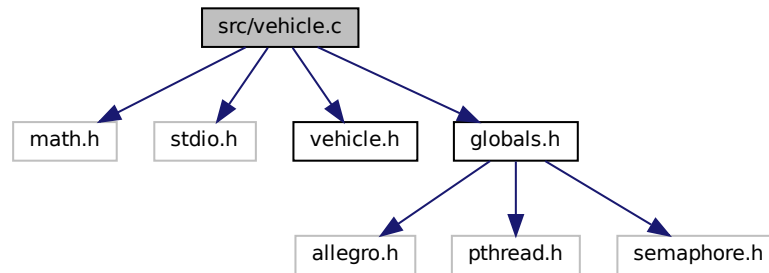 src/vehicle.c
math.h
stdio.h
vehicle.h
globals.h
allegro.h
pthread.h
semaphore.h